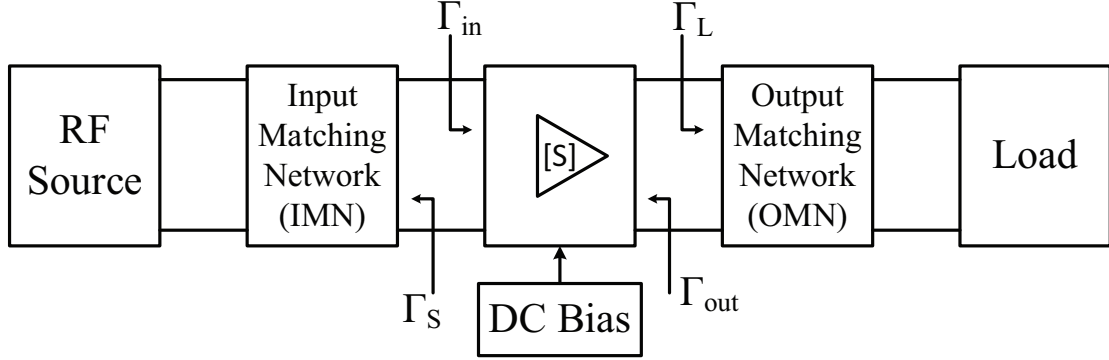 Γin
ΓL
RF
Source
Input
Matching
Network
(IMN)
[S]
Output
Matching
Network
(OMN)
Load
ΓS
Γout
DC Bias